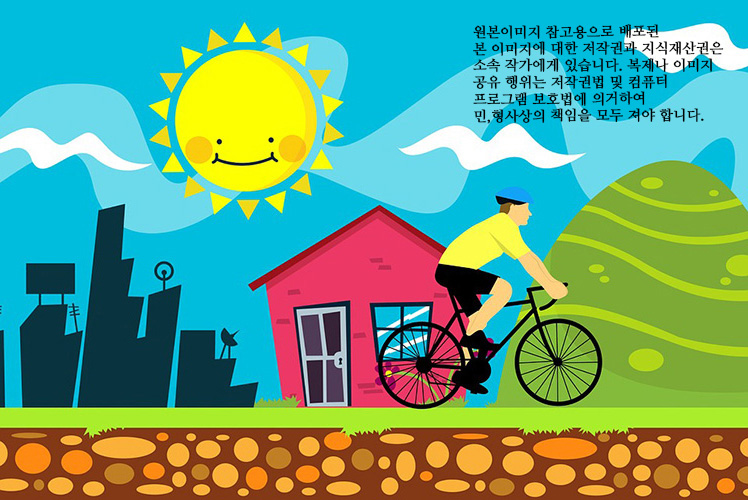 원본이미지 참고용으로 배포된
본 이미지에 대한 저작권과 지식재산권은
소속 작가에게 있습니다. 복제나 이미지
공유 행위는 저작권법 및 컴퓨터
프로그램 보호법에 의거하여
민,형사상의 책임을 모두 져야 합니다.